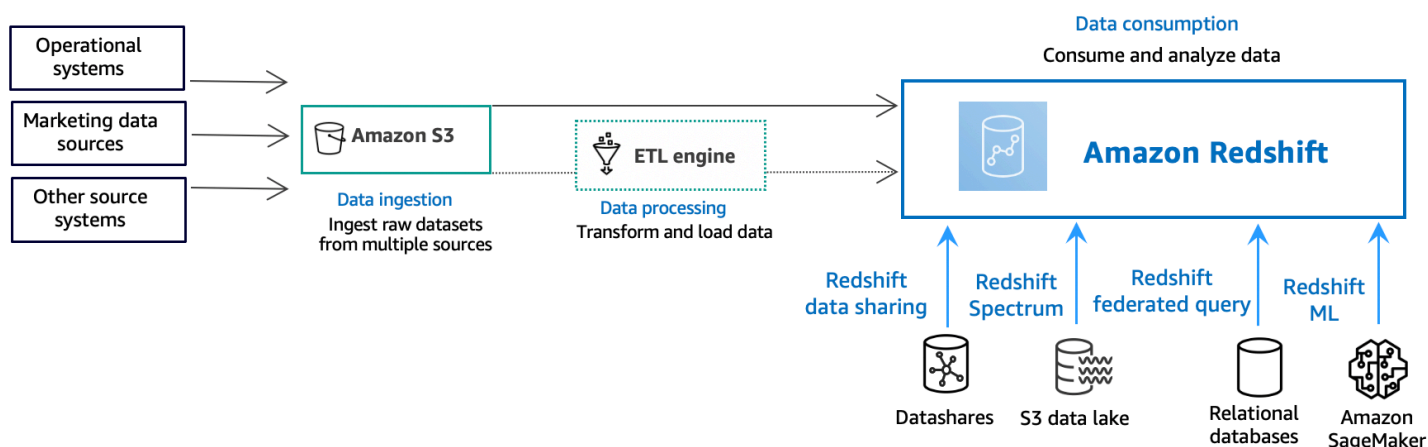 Data consumption
Consume and analyze data
Operational
systems
Marketing data
sources
Other source
systems
Amazon S3
Data ingestion
Ingest raw datasets
from multiple sources
ETL engine
Data processing
Transform and load data
Amazon Redshift
Redshift
data sharing
Redshift
Spectrum
Redshift
federated query
Redshift
ML
Datashares
S3 data lake
Relational
databases
Amazon
SageMaker